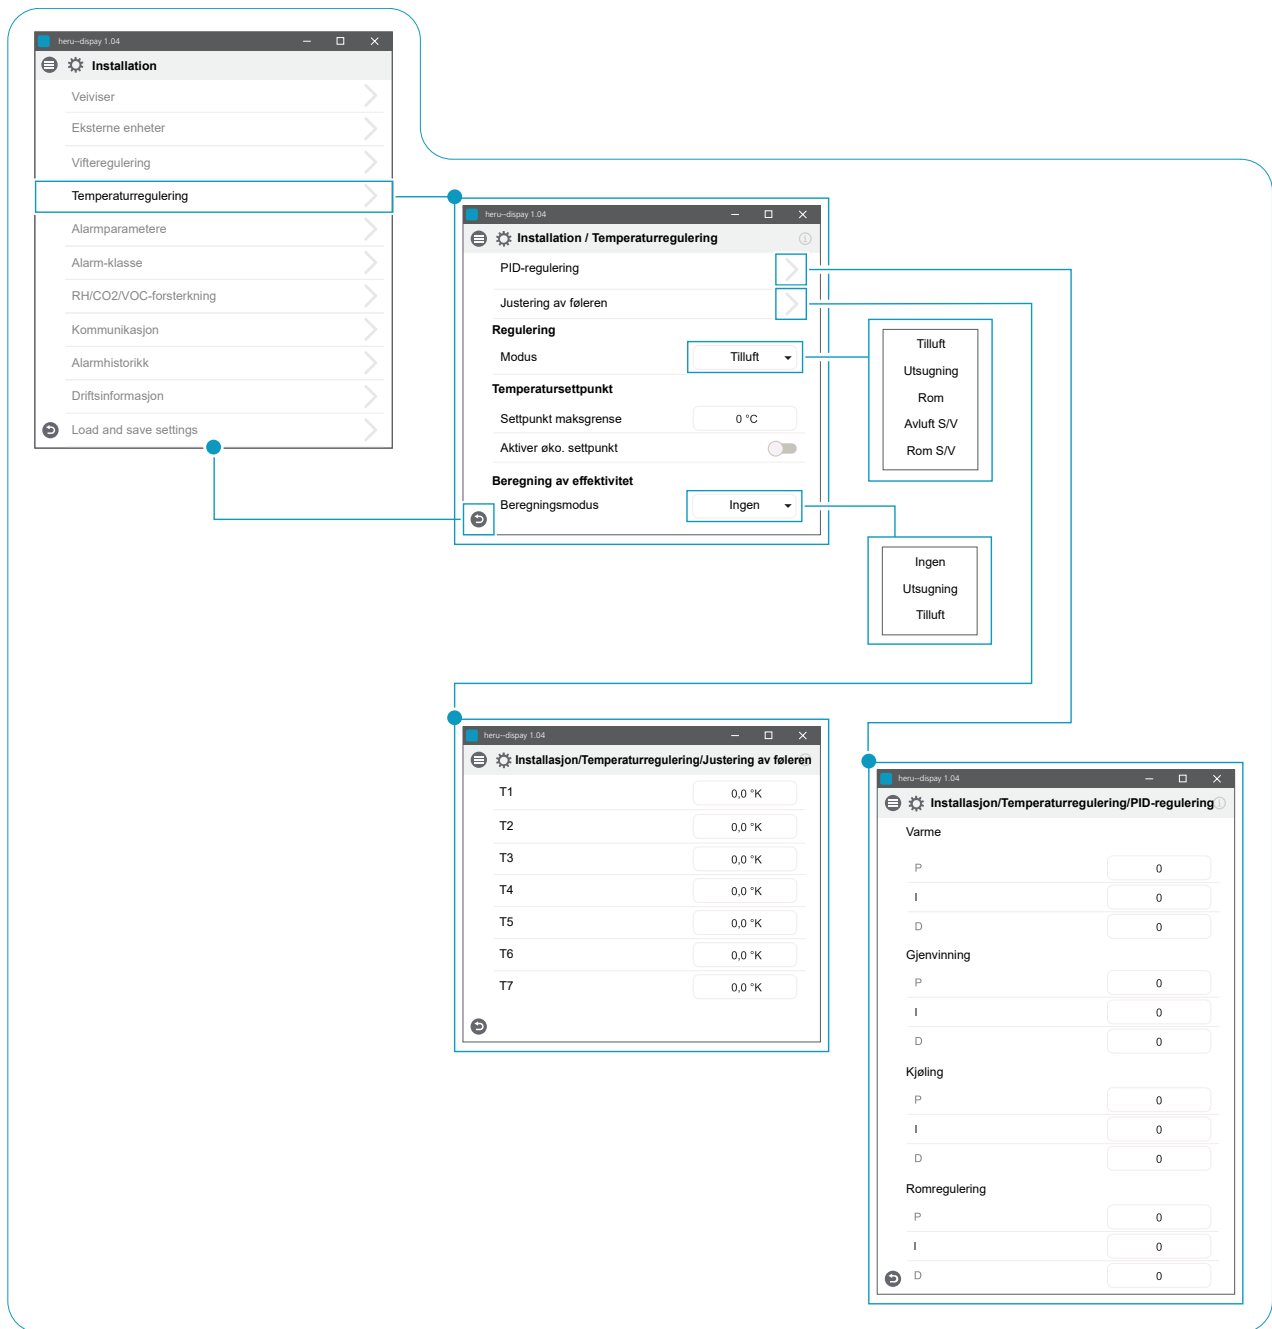 heru–dispay 1.04
Installation
Veiviser
Eksterne enheter
Vifteregulering
Temperaturregulering
Alarmparametere
Alarm-klasse
RH/CO2/VOC-forsterkning
Kommunikasjon
Alarmhistorikk
Driftsinformasjon
Load and save settings
heru–dispay 1.04
Installation / Temperaturregulering
PID-regulering
Justering av føleren
Regulering
Modus Tilluft
Temperatursettpunkt
Settpunkt maksgrense 0 °C
Aktiver øko. settpunkt
Beregning av effektivitet
Beregningsmodus Ingen
Tilluft
Utsugning
Rom
Avluft S/V
Rom S/V
Ingen
Utsugning
Tilluft
heru–dispay 1.04
Installasjon/Temperaturregulering/Justering av føleren
T1 0,0 °K
T2 0,0 °K
T3 0,0 °K
T4 0,0 °K
T5 0,0 °K
T6 0,0 °K
T7 0,0 °K
heru–dispay 1.04
Installasjon/Temperaturregulering/PID-regulering
Varme
P 0
I 0
D 0
Gjenvinning
P 0
I 0
D 0
Kjøling
P 0
I 0
D 0
Romregulering
P 0
I 0
D 0